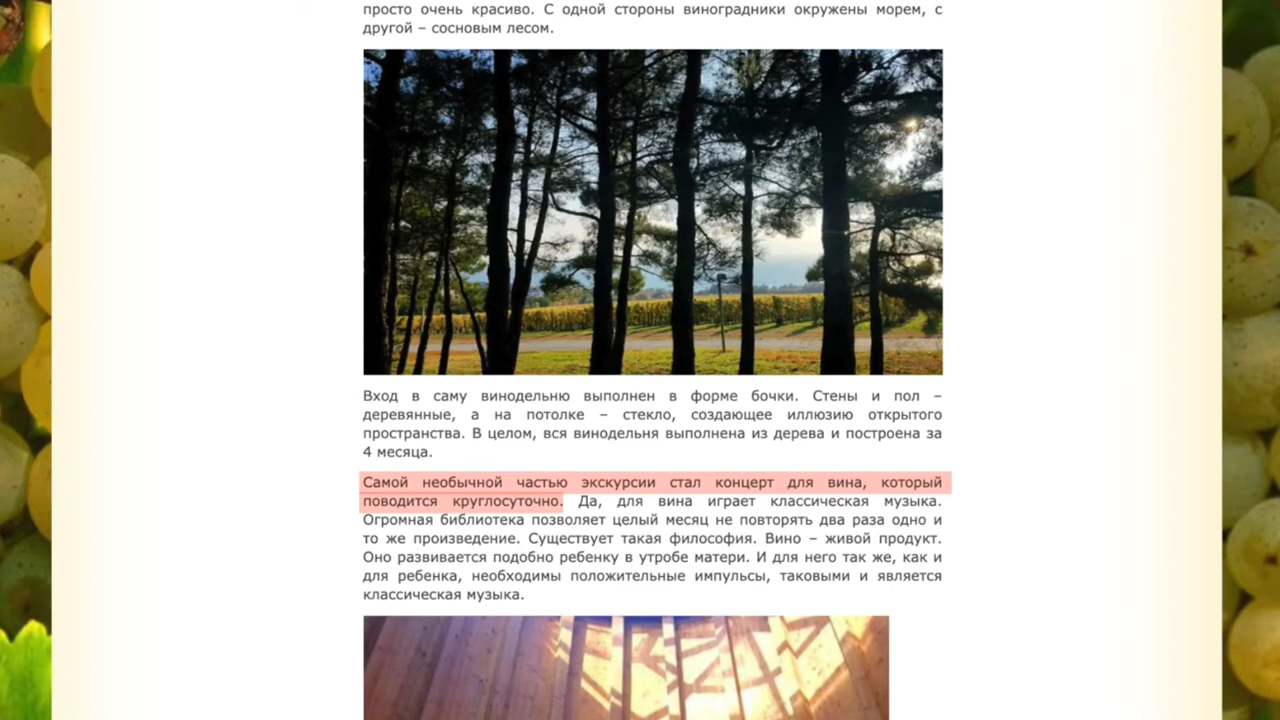 просто очень красиво. С одной стороны виноградники окружены морем, с
другой – сосновым лесом.
Вход в саму винодельню выполнен в форме бочки. Стены и пол –
деревянные, а на потолке – стекло, создающее иллюзию открытого
пространства. В целом, вся винодельня выполнена из дерева и построена за
4 месяца.
Самой необычной частью экскурсии стал концерт для вина, который
поводится круглосуточно. Да, для вина играет классическая музыка.
Огромная библиотека позволяет целый месяц не повторять два раза одно и
то же произведение. Существует такая философия. Вино – живой продукт.
Оно развивается подобно ребенку в утробе матери. И для него так же, как и
для ребенка, необходимы положительные импульсы, таковыми и является
классическая музыка.